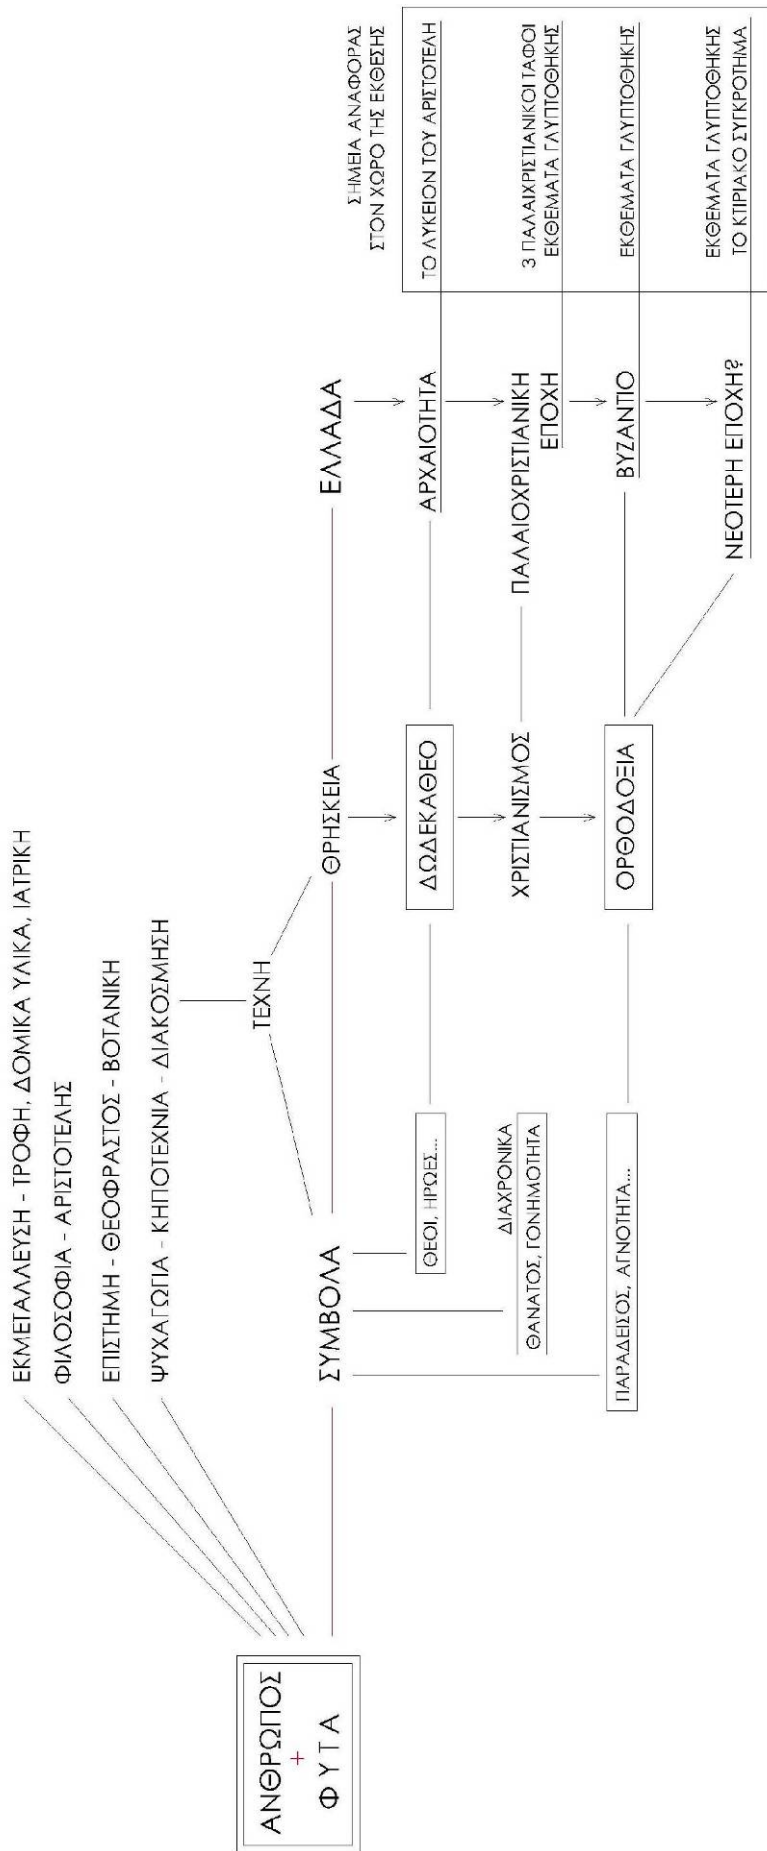 ΑΝΘΡΩΠΟΣ
+
ΦΥΤΑ
ΕΚΜΕΤΑΛΛΕΥΣΗ - ΤΡΟΦΗ, ΔΟΜΙΚΑ ΥΛΙΚΑ, ΙΑΤΡΙΚΗ
ΦΙΛΟΣΟΦΙΑ - ΑΡΙΣΤΟΤΕΛΗΣ
ΕΠΙΣΤΗΜΗ - ΘΕΟΦΡΑΣΤΟΣ - ΒΟΤΑΝΙΚΗ
ΨΥΧΑΓΩΓΙΑ - ΚΗΠΟΤΕΧΝΙΑ - ΔΙΑΚΟΣΜΗΣΗ
ΤΕΧΝΗ
ΣΥΜΒΟΛΑ
ΘΡΗΣΚΕΙΑ
ΕΛΛΑΔΑ
ΣΗΜΕΙΑ ΑΝΑΦΟΡΑΣ
ΣΤΟΝ ΧΩΡΟ ΤΗΣ ΕΚΘΕΣΗΣ
ΘΕΟΙ, ΗΡΩΕΣ...
ΔΩΔΕΚΑΘΕΟ
ΑΡΧΑΙΟΤΗΤΑ
ΤΟ ΛΥΚΕΙΟΝ ΤΟΥ ΑΡΙΣΤΟΤΕΛΗ
ΔΙΑΧΡΟΝΙΚΑ
ΘΑΝΑΤΟΣ, ΓΟΝΗΜΟΤΗΤΑ
ΧΡΙΣΤΙΑΝΙΣΜΟΣ
ΠΑΛΑΙΟΧΡΙΣΤΙΑΝΙΚΗ
ΕΠΟΧΗ
3 ΠΑΛΑΙΧΡΙΣΤΙΑΝΙΚΟΙ ΤΑΦΟΙ
ΕΚΘΕΜΑΤΑ ΓΛΥΠΤΟΘΗΚΗΣ
ΠΑΡΑΔΕΙΣΟΣ, ΑΓΝΟΤΗΤΑ...
ΟΡΘΟΔΟΞΙΑ
ΒΥΖΑΝΤΙΟ
ΕΚΘΕΜΑΤΑ ΓΛΥΠΤΟΘΗΚΗΣ
ΝΕΟΤΕΡΗ ΕΠΟΧΗ?
ΕΚΘΕΜΑΤΑ ΓΛΥΠΤΟΘΗΚΗΣ
ΤΟ ΚΤΙΡΙΑΚΟ ΣΥΓΚΡΟΤΗΜΑ